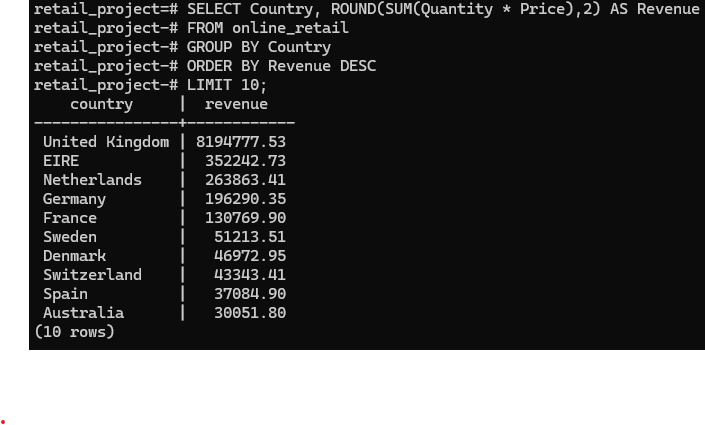 retail_project=# SELECT Country, ROUND(SUM(Quantity * Price),2) AS Revenue
retail_project-# FROM online_retail
retail_project-# GROUP BY Country
retail_project-# ORDER BY Revenue DESC
retail_project-# LIMIT 10;
    country     |  revenue
----------------+------------
 United Kingdom | 8194777.53
 EIRE           |  352242.73
 Netherlands    |  263863.41
 Germany        |  196290.35
 France         |  130769.90
 Sweden         |   51213.51
 Denmark        |   46972.95
 Switzerland    |   43343.41
 Spain          |   37084.90
 Australia      |   30051.80
(10 rows)